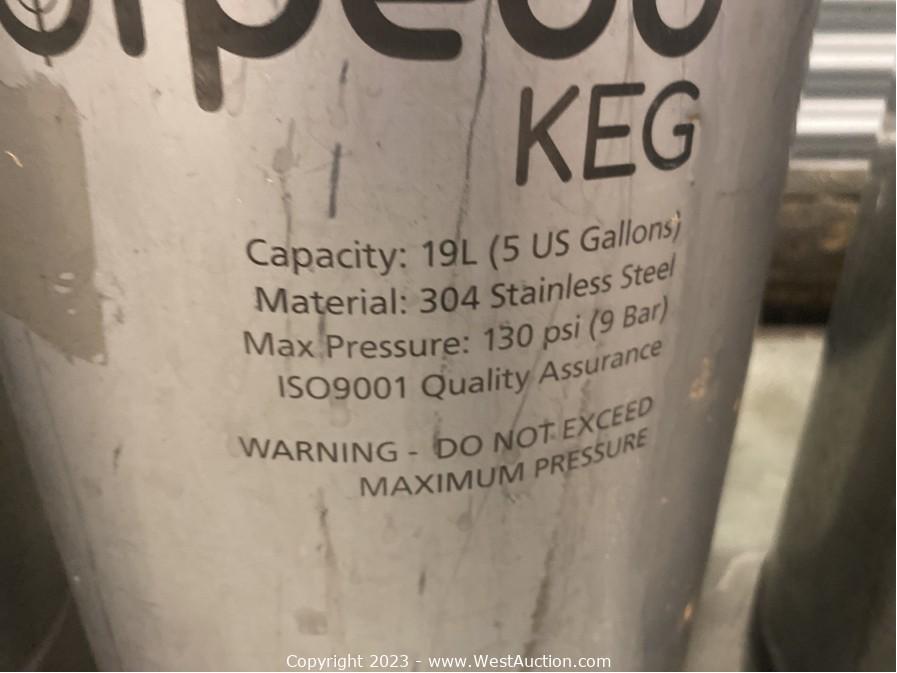 orpedo
KEG
Capacity: 19L (5 US Gallons)
Material: 304 Stainless Steel
Max Pressure: 130 psi (9 Bar)
ISO9001 Quality Assurance
WARNING - DO NOT EXCEED
MAXIMUM PRESSURE
Copyright 2023 - www.WestAuction.com